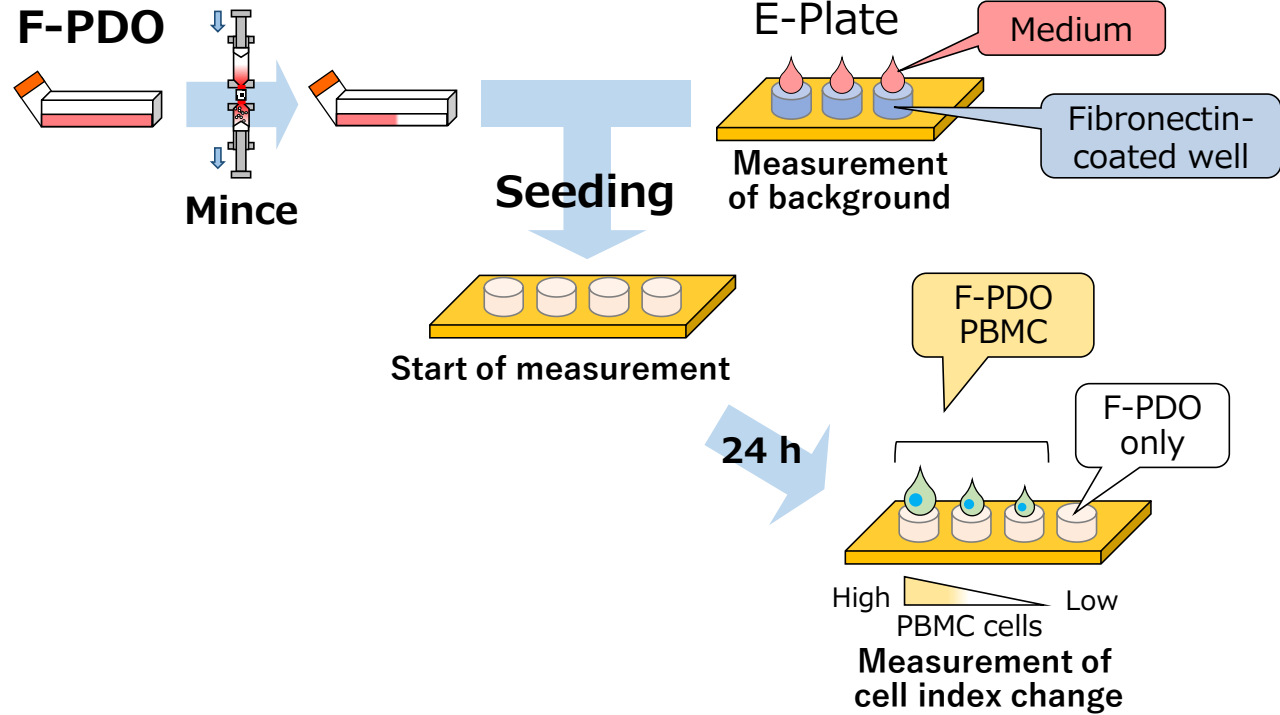 F-PDO
Mince
E-Plate
Medium
Fibronectin-
coated well
Measurement
of background
Seeding
Start of measurement
24 h
F-PDO
PBMC
F-PDO
only
High
Low
PBMC cells
Measurement of
cell index change